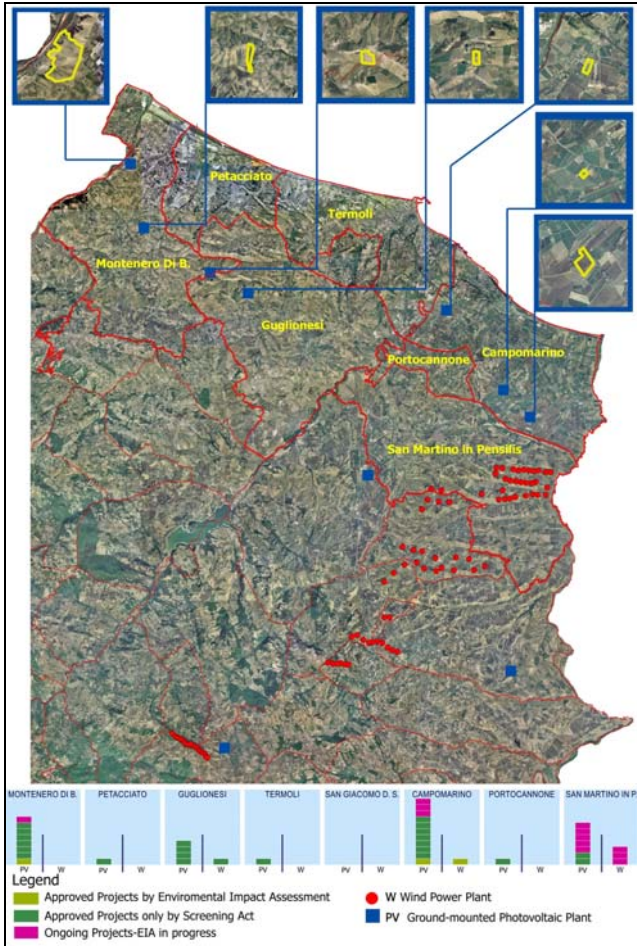 Petacciato
Termoli
Montenero Di B.
Guglionesi
Portocannone
Campomarino
San Martino in Pensilis
MONTENERO DI B.
PETACCIATO
GUGLIONESI
TERMOLI
SAN GIACOMO D. S.
CAMPOMARINO
PORTOCANNONE
SAN MARTINO IN P.
PV W PV W PV W PV W PV W PV W PV W PV W
Legend
Approved Projects by Enviromental Impact Assessment
Approved Projects only by Screening Act
Ongoing Projects-EIA in progress
W Wind Power Plant
PV Ground-mounted Photovoltaic Plant